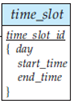 time_slot
time_slot_id
{ day
start_time
end_time
}